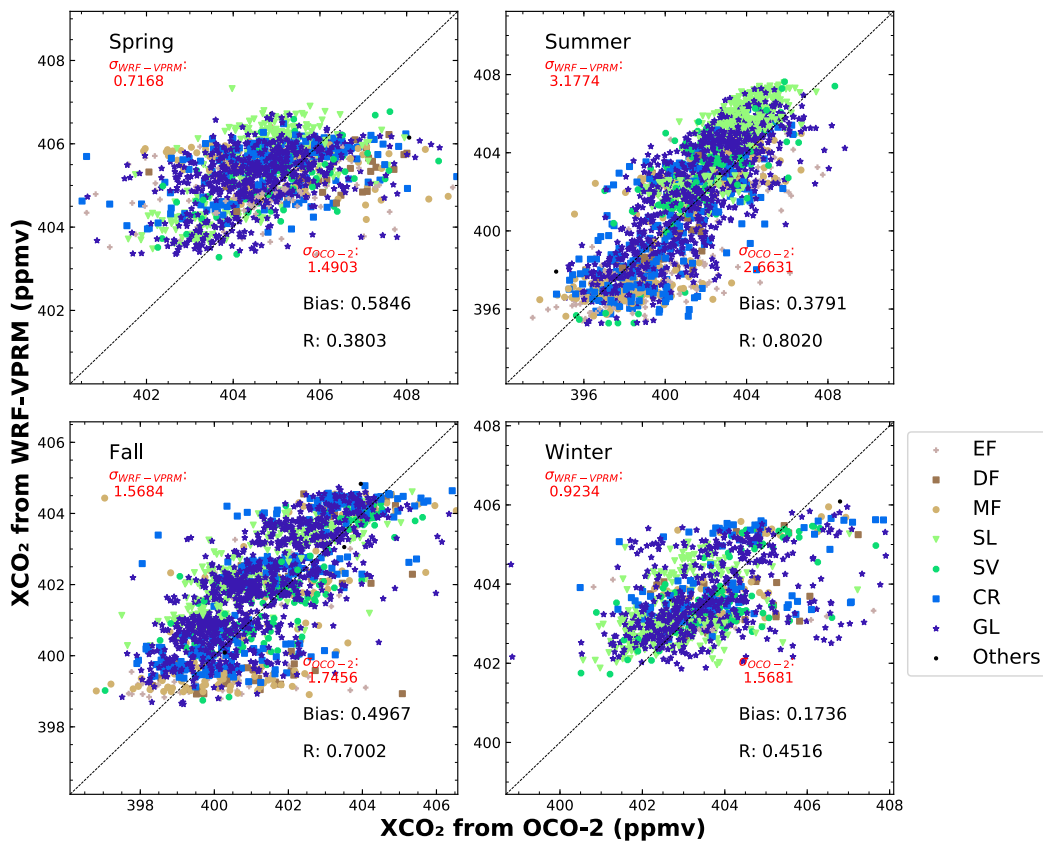 XCO₂ from WRF-VPRM (ppmv)
Spring
σWRF−VPRM:
0.7168
σOCO−2:
1.4903
Bias: 0.5846
R: 0.3803
408
406
404
402
402 404 406 408
Summer
σWRF−VPRM:
3.1774
σOCO−2:
2.6631
Bias: 0.3791
R: 0.8020
408
404
400
396
396 400 404 408
Fall
σWRF−VPRM:
1.5684
σOCO−2:
1.7456
Bias: 0.4967
R: 0.7002
406
404
402
400
398
398 400 402 404 406
Winter
σWRF−VPRM:
0.9234
σOCO−2:
1.5681
Bias: 0.1736
R: 0.4516
408
406
404
402
400
400 402 404 406 408
EF
DF
MF
SL
SV
CR
GL
Others
XCO₂ from OCO-2 (ppmv)